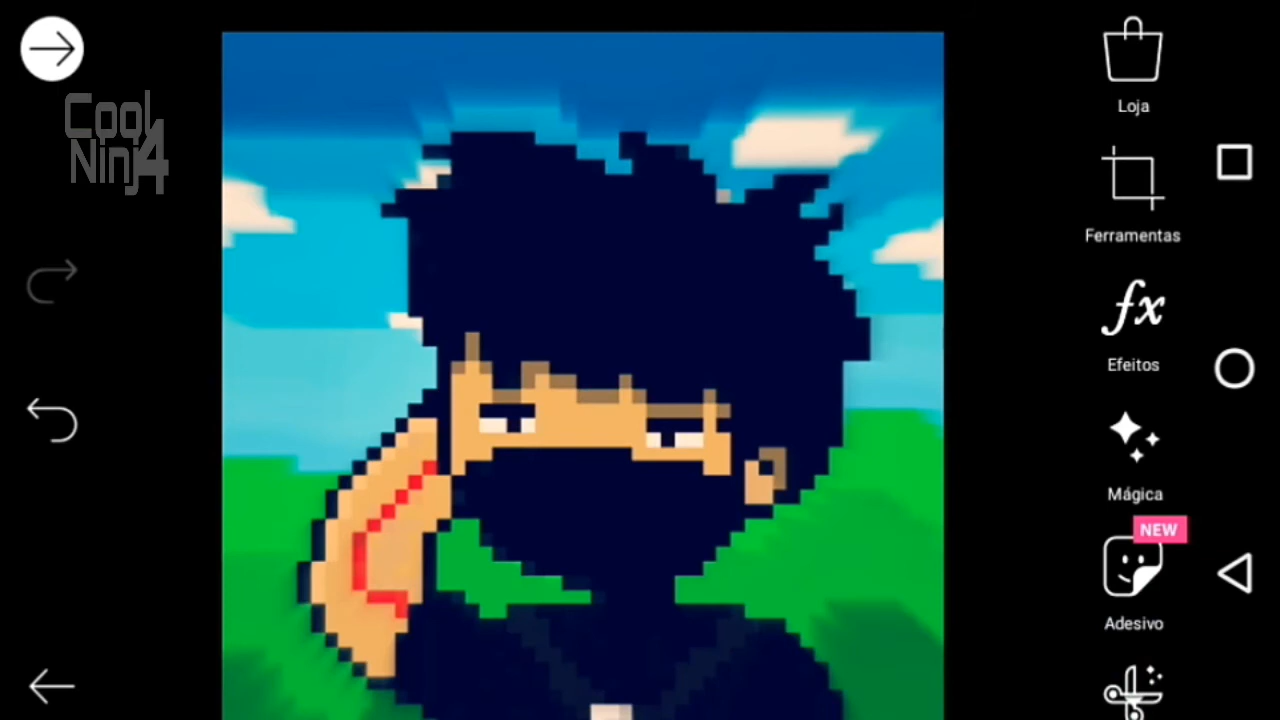 Cool
Ninj4
Loja
Ferramentas
fx
Efeitos
Mágica
NEW
Adesivo